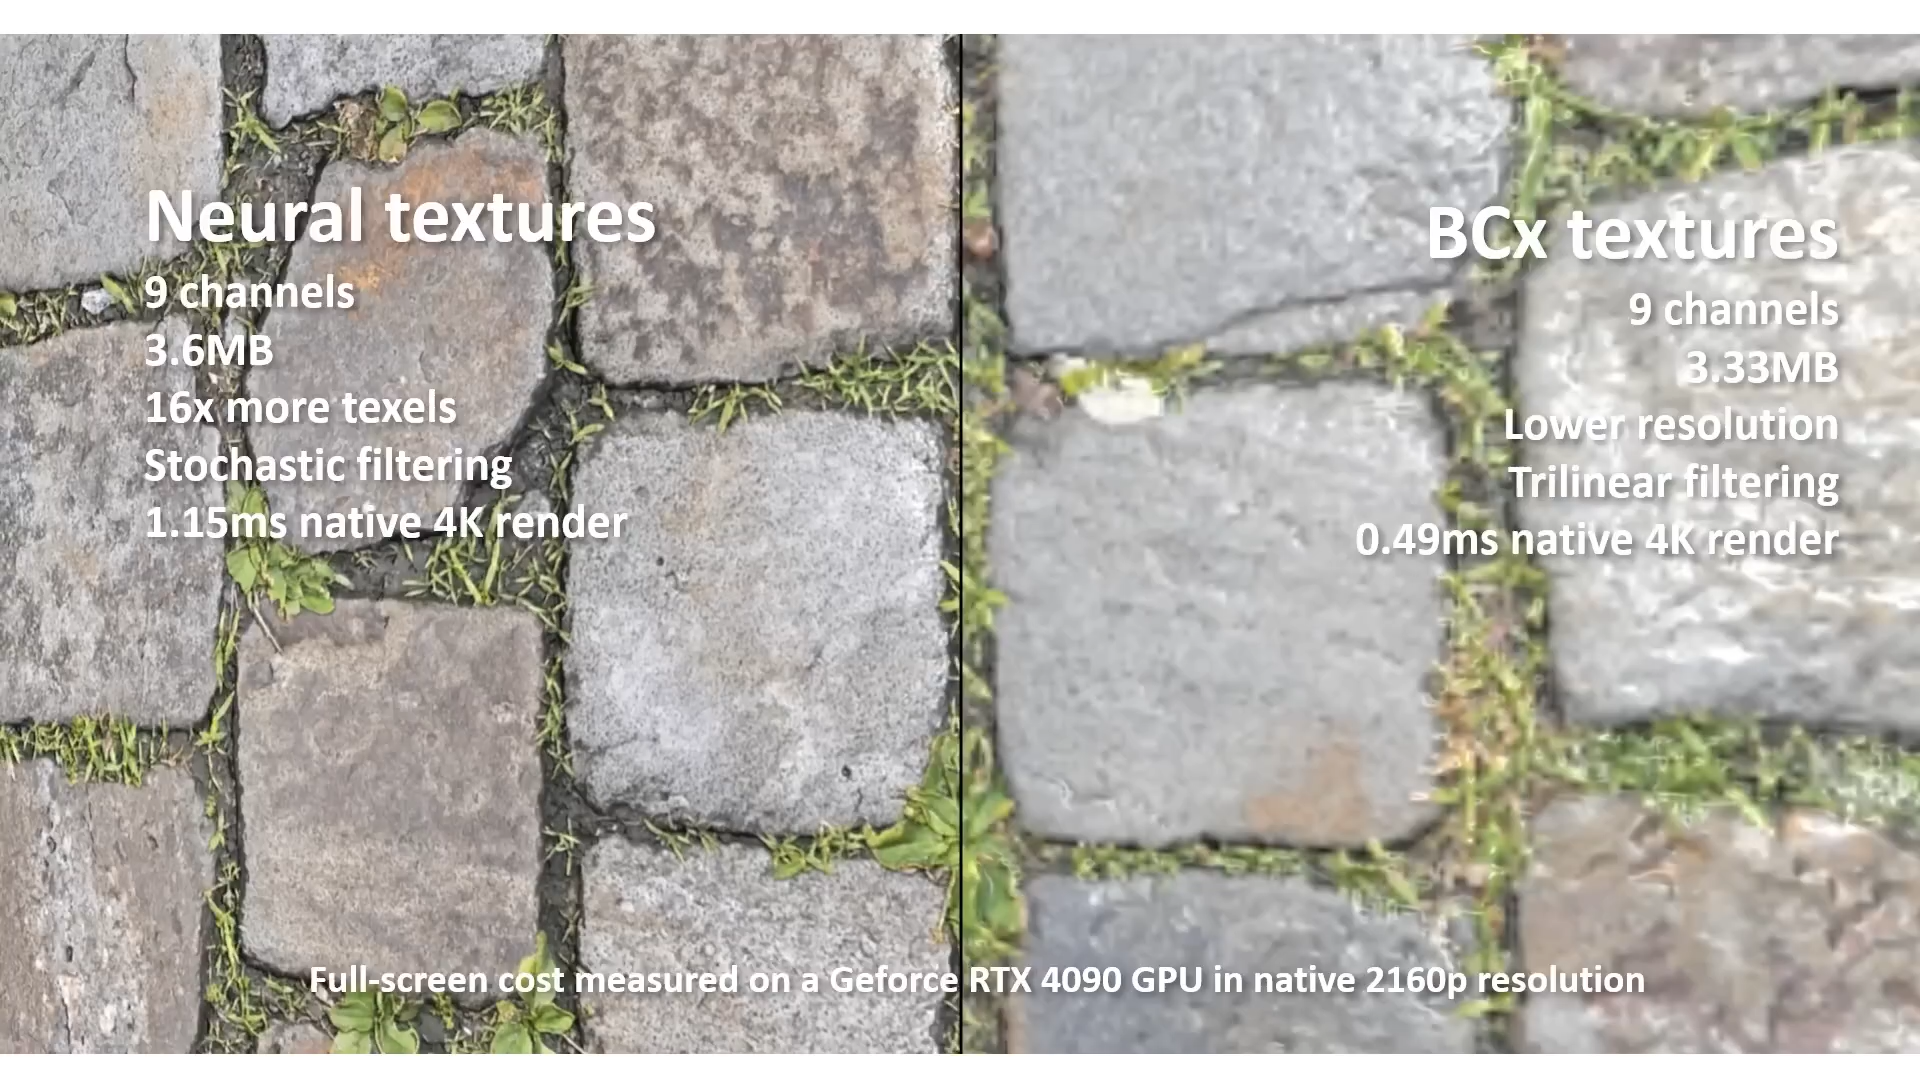 Neural textures
9 channels
3.6MB
16x more texels
Stochastic filtering
1.15ms native 4K render
BCx textures
9 channels
3.33MB
Lower resolution
Trilinear filtering
0.49ms native 4K render
Full-screen cost measured on a Geforce RTX 4090 GPU in native 2160p resolution